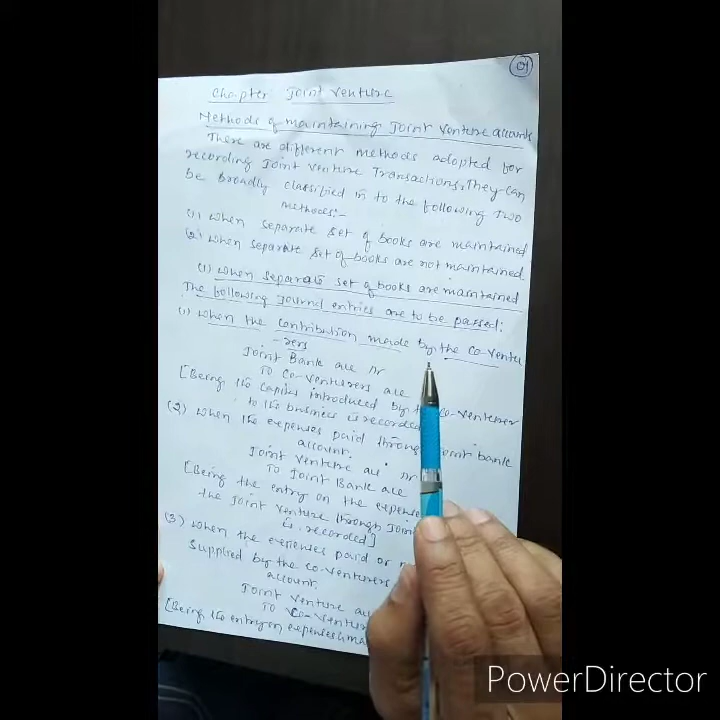 01
Chapter Joint Venture
Methods of maintaining Joint Venture accounts
There are different methods adopted for
recording Joint Venture Transactions, They can
be broadly classified in to the following Two
methods:-
(1) When separate set of books are maintained
(2) When separate set of books are not maintained.
(1) When separate set of books are maintained
The following Journal entries are to be passed:
(1) When the contribution made by the co-ventu
-rers
Joint Bank a/c Dr
To Co-venturers a/c
[Being the capital introduced by the co-venturer
to the business is recorded
(2) When the expenses paid through Joint bank
account.
Joint Venture a/c Dr
To Joint Bank a/c
[Being the entry on the expense
the Joint venture through Join
is recorded]
(3) When the expenses paid or
Supplied by the co-venturers
account.
Joint Venture a/c
To Co-ventur
[Being the entry on expenses & ma
PowerDirector